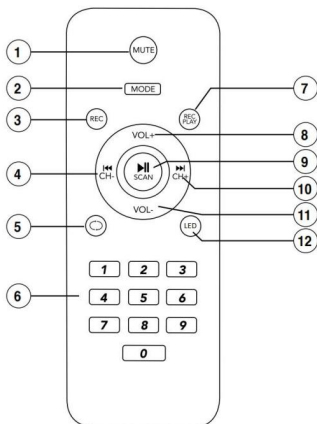 1
MUTE
2
MODE
7
3
REC
REC
PLAY
VOL+
8
9
4
CH-
SCAN
CH+
10
VOL-
11
5
LED
12
1 2 3
6
4 5 6
7 8 9
0